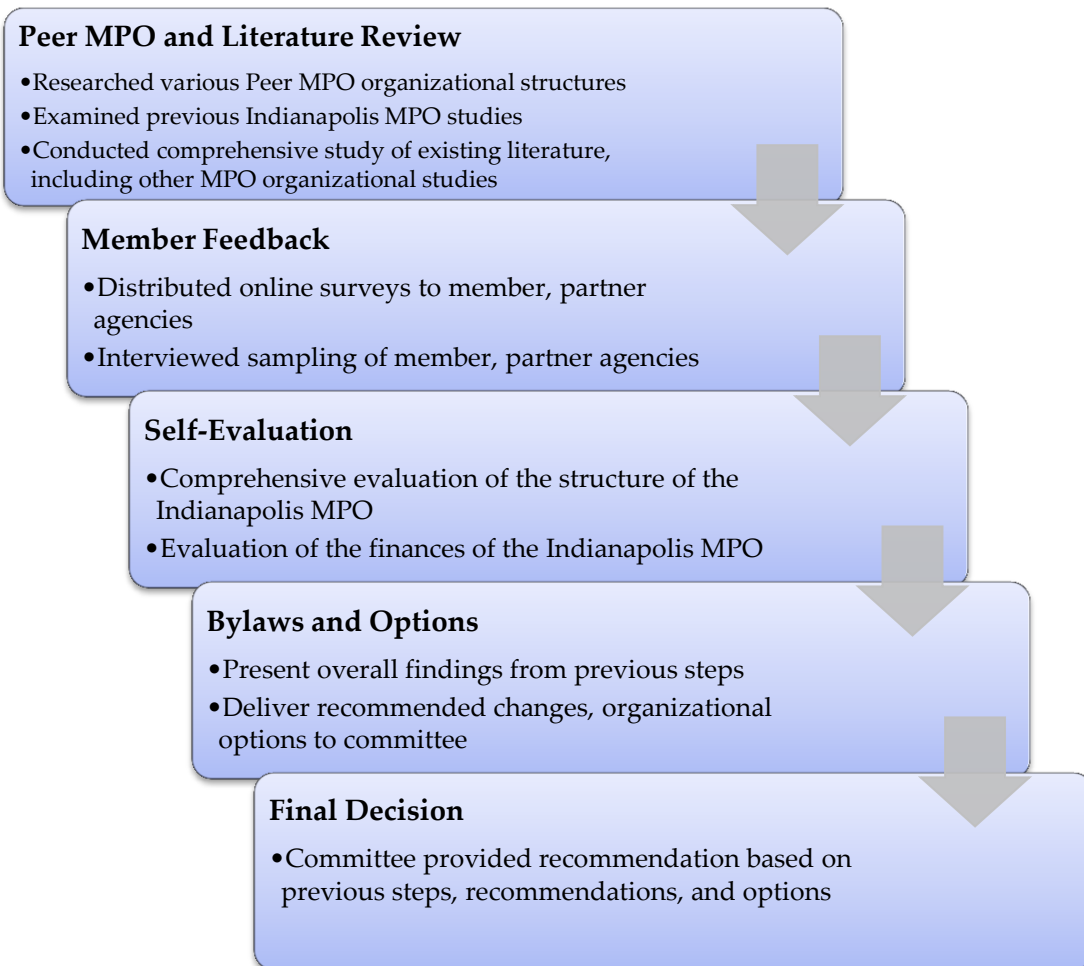 Peer MPO and Literature Review
•Researched various Peer MPO organizational structures
•Examined previous Indianapolis MPO studies
•Conducted comprehensive study of existing literature,
including other MPO organizational studies
Member Feedback
•Distributed online surveys to member, partner
agencies
•Interviewed sampling of member, partner agencies
Self-Evaluation
•Comprehensive evaluation of the structure of the
Indianapolis MPO
•Evaluation of the finances of the Indianapolis MPO
Bylaws and Options
•Present overall findings from previous steps
•Deliver recommended changes, organizational
options to committee
Final Decision
•Committee provided recommendation based on
previous steps, recommendations, and options